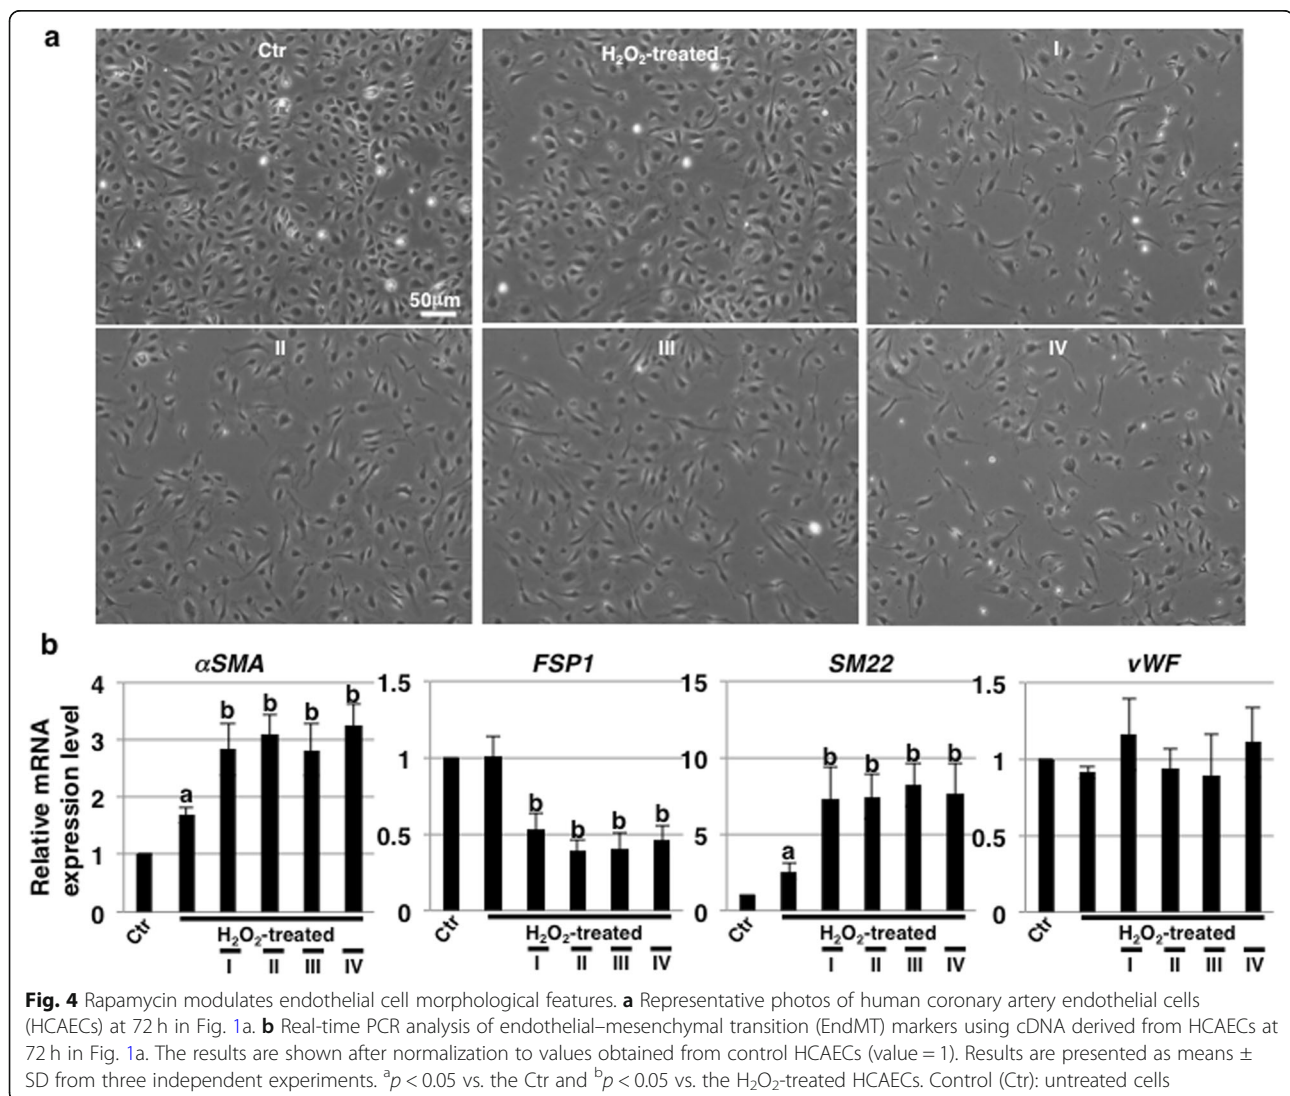 a
Ctr
H₂O₂-treated
I
50μm
II
III
IV
b
αSMA
FSP1
SM22
vWF
Relative mRNA
expression level
4
3
2
1
0
a
b
b
b
b
Ctr
H₂O₂-treated
I II III IV
1.5
1
0.5
0
b
b
b
b
Ctr
H₂O₂-treated
I II III IV
15
10
5
0
a
b
b
b
b
Ctr
H₂O₂-treated
I II III IV
1.5
1
0.5
0
Ctr
H₂O₂-treated
I II III IV
Fig. 4 Rapamycin modulates endothelial cell morphological features. a Representative photos of human coronary artery endothelial cells
(HCAECs) at 72 h in Fig. 1a. b Real-time PCR analysis of endothelial–mesenchymal transition (EndMT) markers using cDNA derived from HCAECs at
72 h in Fig. 1a. The results are shown after normalization to values obtained from control HCAECs (value = 1). Results are presented as means ±
SD from three independent experiments. ᵃp < 0.05 vs. the Ctr and ᵇp < 0.05 vs. the H₂O₂-treated HCAECs. Control (Ctr): untreated cells